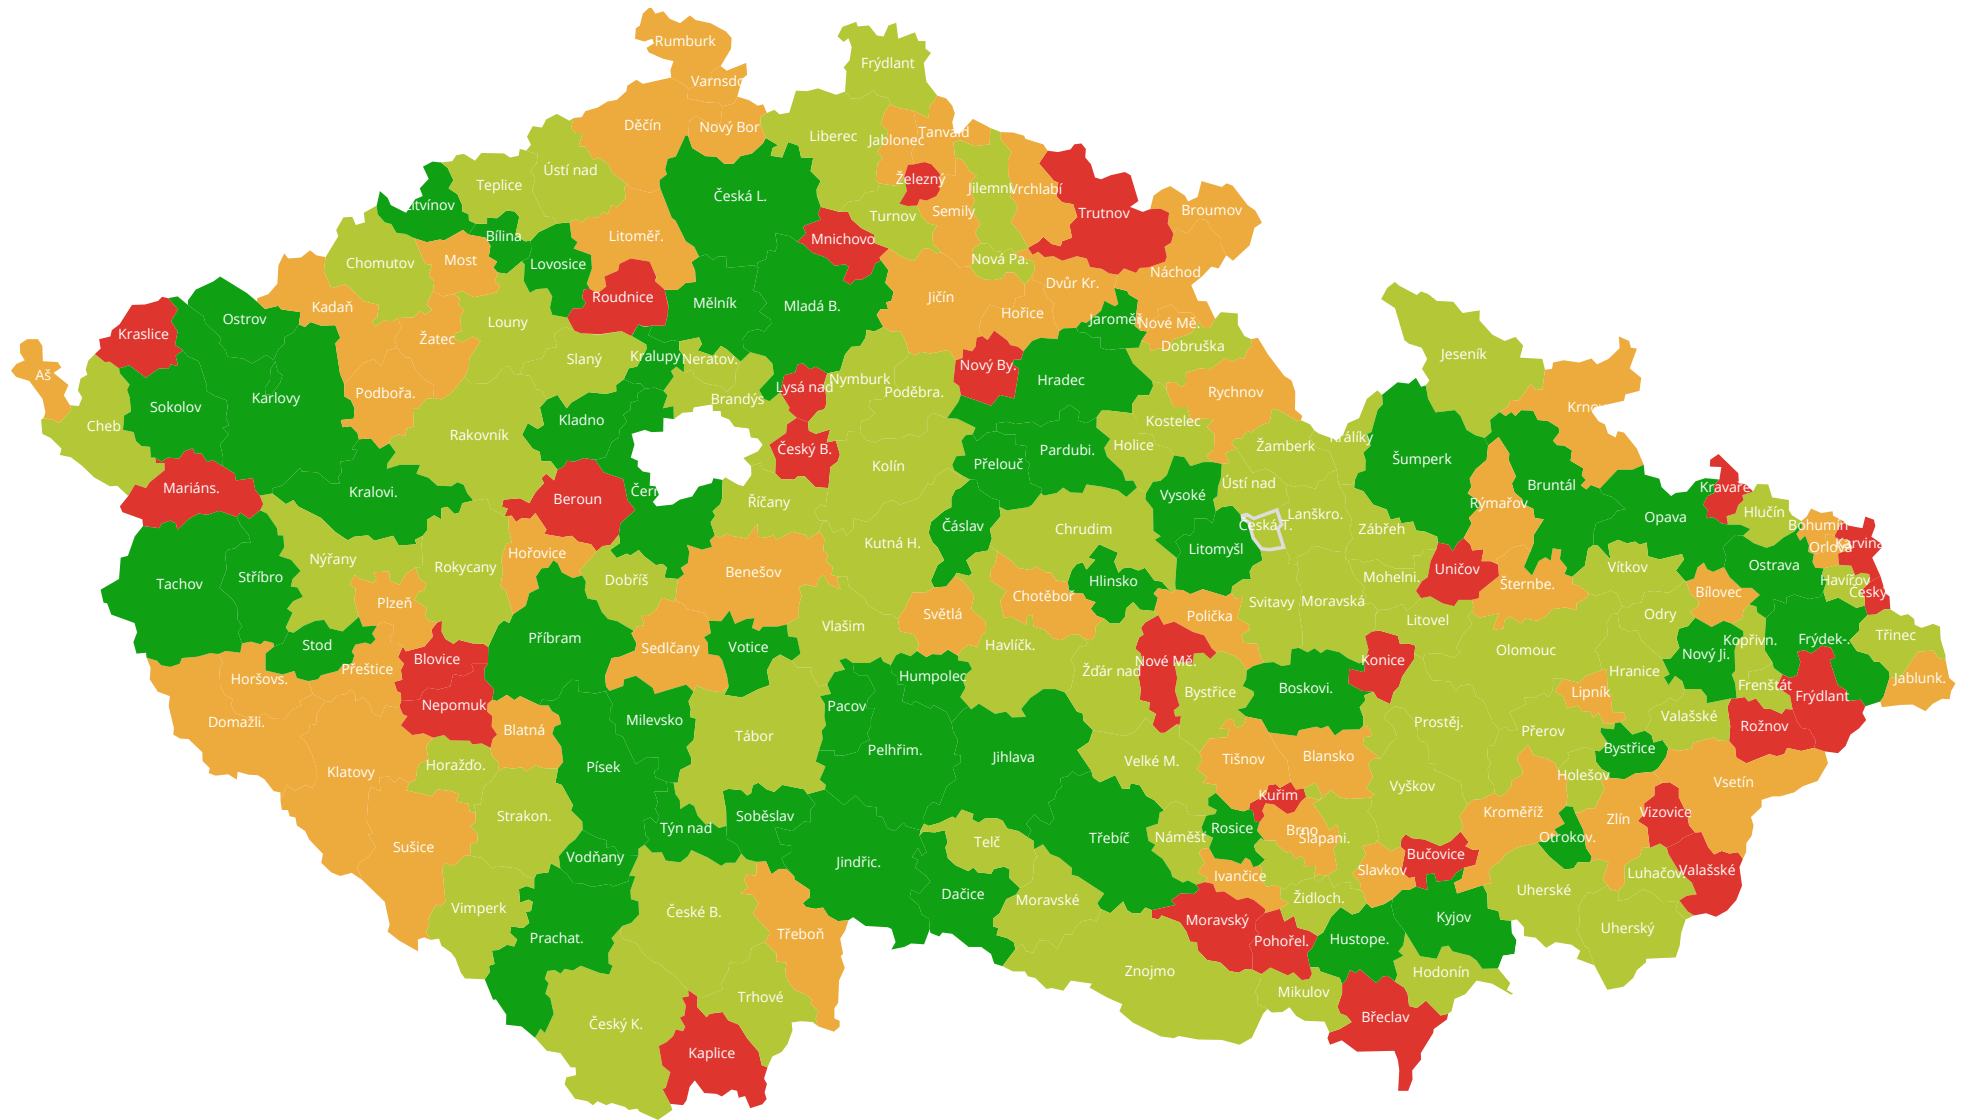 Rumburk
Frýdlant
Varnsdo
Děčín
Nový Bor
Liberec
Jablonec
Tanvald
Ústí nad
Teplice
Železný
Jilemni
Vrchlabí
Česká L.
itvínov
Turnov
Semily
Trutnov
Broumov
Bílina
Litoměř.
Mnichovo
Most
Chomutov
Lovosice
Nová Pa.
Náchod
Roudnice
Mělník
Mladá B.
Jičín
Dvůr Kr.
Kadaň
Ostrov
Louny
Hořice
Jaroměř
Nové Mě.
Kraslice
Žatec
Slaný
Kralupy
Neratov.
Dobruška
Jeseník
Aš
Nový By.
Hradec
Nymburk
Lysá nad
Podbořa.
Poděbra.
Rychnov
Karlovy
Sokolov
Brandýs
Krnov
Cheb
Kladno
Kostelec
Rakovník
Český B.
Holice
Žamberk
Králíky
Pardubi.
Přelouč
Kolín
Šumperk
Mariáns.
Kralovi.
Beroun
Čern
Říčany
Vysoké
Ústí nad
Bruntál
Kravaře
Rýmařov
Čáslav
Chrudim
Česká T.
Lanškro.
Zábřeh
Opava
Hlučín
Bohumín
Nýřany
Kutná H.
Litomyšl
Orlová
Karviná
Hořovice
Rokycany
Tachov
Stříbro
Dobříš
Benešov
Hlinsko
Mohelni.
Uničov
Šternbe.
Vítkov
Ostrava
Havířov
Český
Plzeň
Chotěboř
Svitavy
Moravská
Bílovec
Světlá
Polička
Litovel
Odry
Vlašim
Příbram
Stod
Votice
Sedlčany
Havlíčk.
Kopřivn.
Frýdek-.
Třinec
Blovice
Přeštice
Nové Mě.
Konice
Olomouc
Nový Ji.
Horšovs.
Humpolec
Žďár nad
Bystřice
Boskovi.
Hranice
Lipník
Frenštát
Frýdlant
Jablunk.
Nepomuk
Pacov
Domažli.
Milevsko
Blatná
Tábor
Pelhřim.
Prostěj.
Přerov
Valašské
Rožnov
Bystřice
Klatovy
Horažďo.
Písek
Jihlava
Velké M.
Tišnov
Blansko
Holešov
Vsetín
Vyškov
Kuřim
Strakon.
Soběslav
Týn nad
Kroměříž
Zlín
Vizovice
Rosice
Brno
Šlapani.
Sušice
Telč
Třebíč
Náměšť
Otrokov.
Vodňany
Jindřic.
Bučovice
Slavkov
Ivančice
Luhačov.
Valašské
Dačice
Moravské
Židloch.
Uherské
Vimperk
České B.
Moravský
Kyjov
Uherský
Prachat.
Třeboň
Pohořel.
Hustope.
Znojmo
Hodonín
Trhové
Mikulov
Český K.
Břeclav
Kaplice